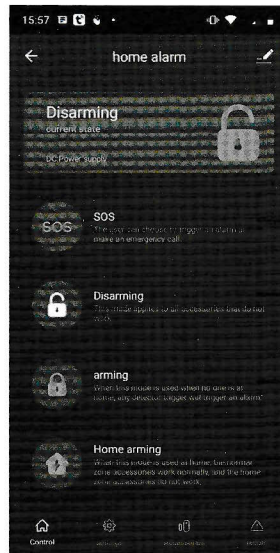 15:57
home alarm
Disarming
current state
DC Power supply
SOS
SOS
The user can choose to trigger an alarm or
make an emergency call.
Disarming
This mode applies to all accessories that do not
work.
arming
When this mode is used when no one is at
home, any detector trigger will trigger an alarm.
Home arming
When this mode is used at home, the normal
zone accessories work normally, and the home
zone accessories do not work.
Control